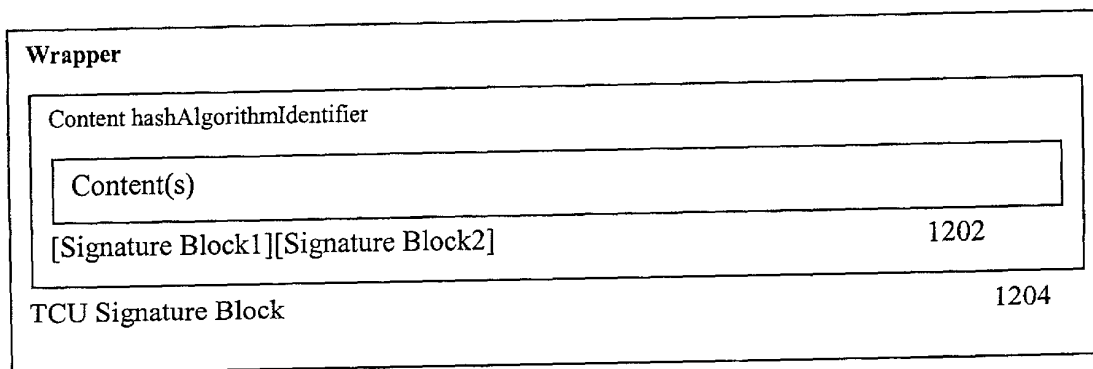 Wrapper
Content hashAlgorithmIdentifier
Content(s)
[Signature Block1][Signature Block2] 1202
TCU Signature Block 1204